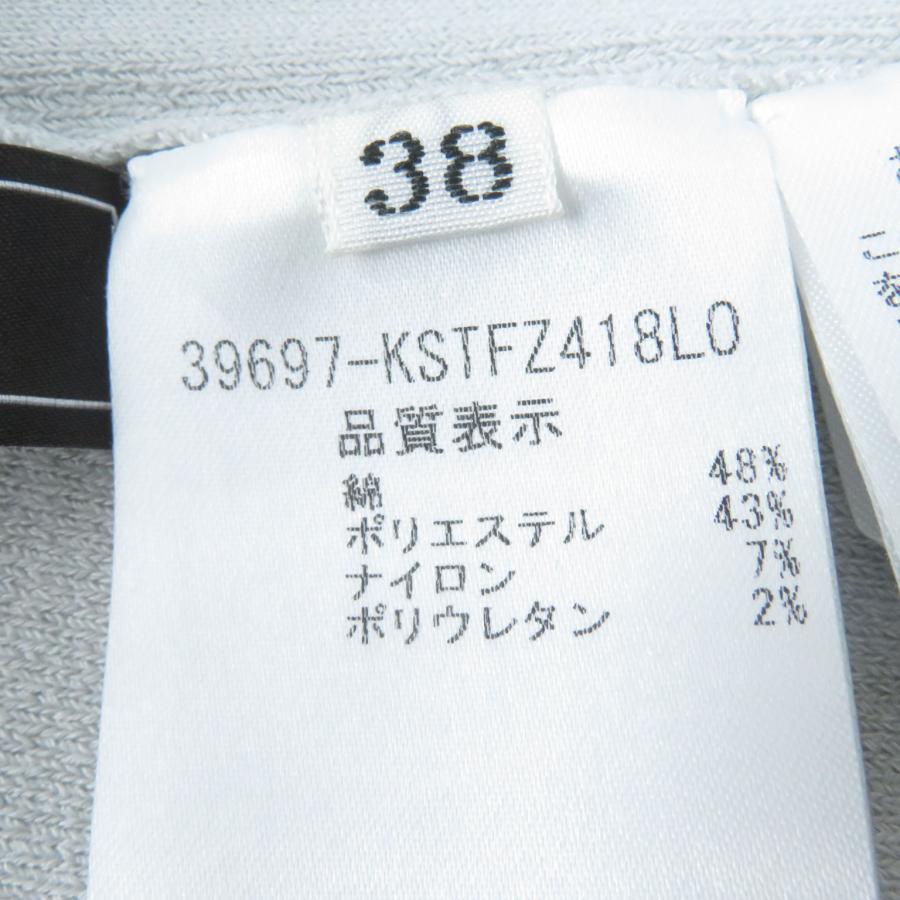 38
39697-KSTFZ418LO
品質表示
綿 48%
ポリエステル 43%
ナイロン 7%
ポリウレタン 2%
こ